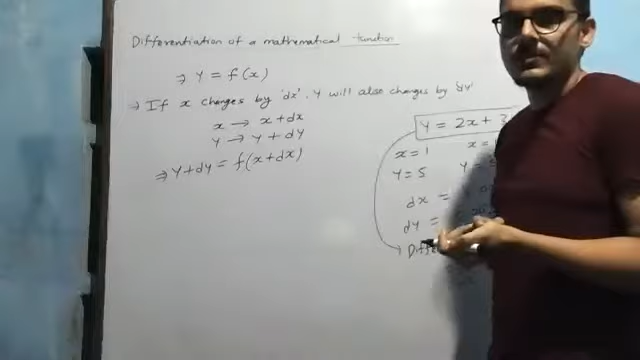 Differentiation of a mathematical function
⇒ Y = f(x)
→ If x changes by 'dx', Y will also changes by 'dy'
x → x + dx
Y → Y + dY
⇒ Y + dY = f(x + dx)
Y = 2x + 3
x = 1 x =
Y = 5 Y =
dx =
dY =